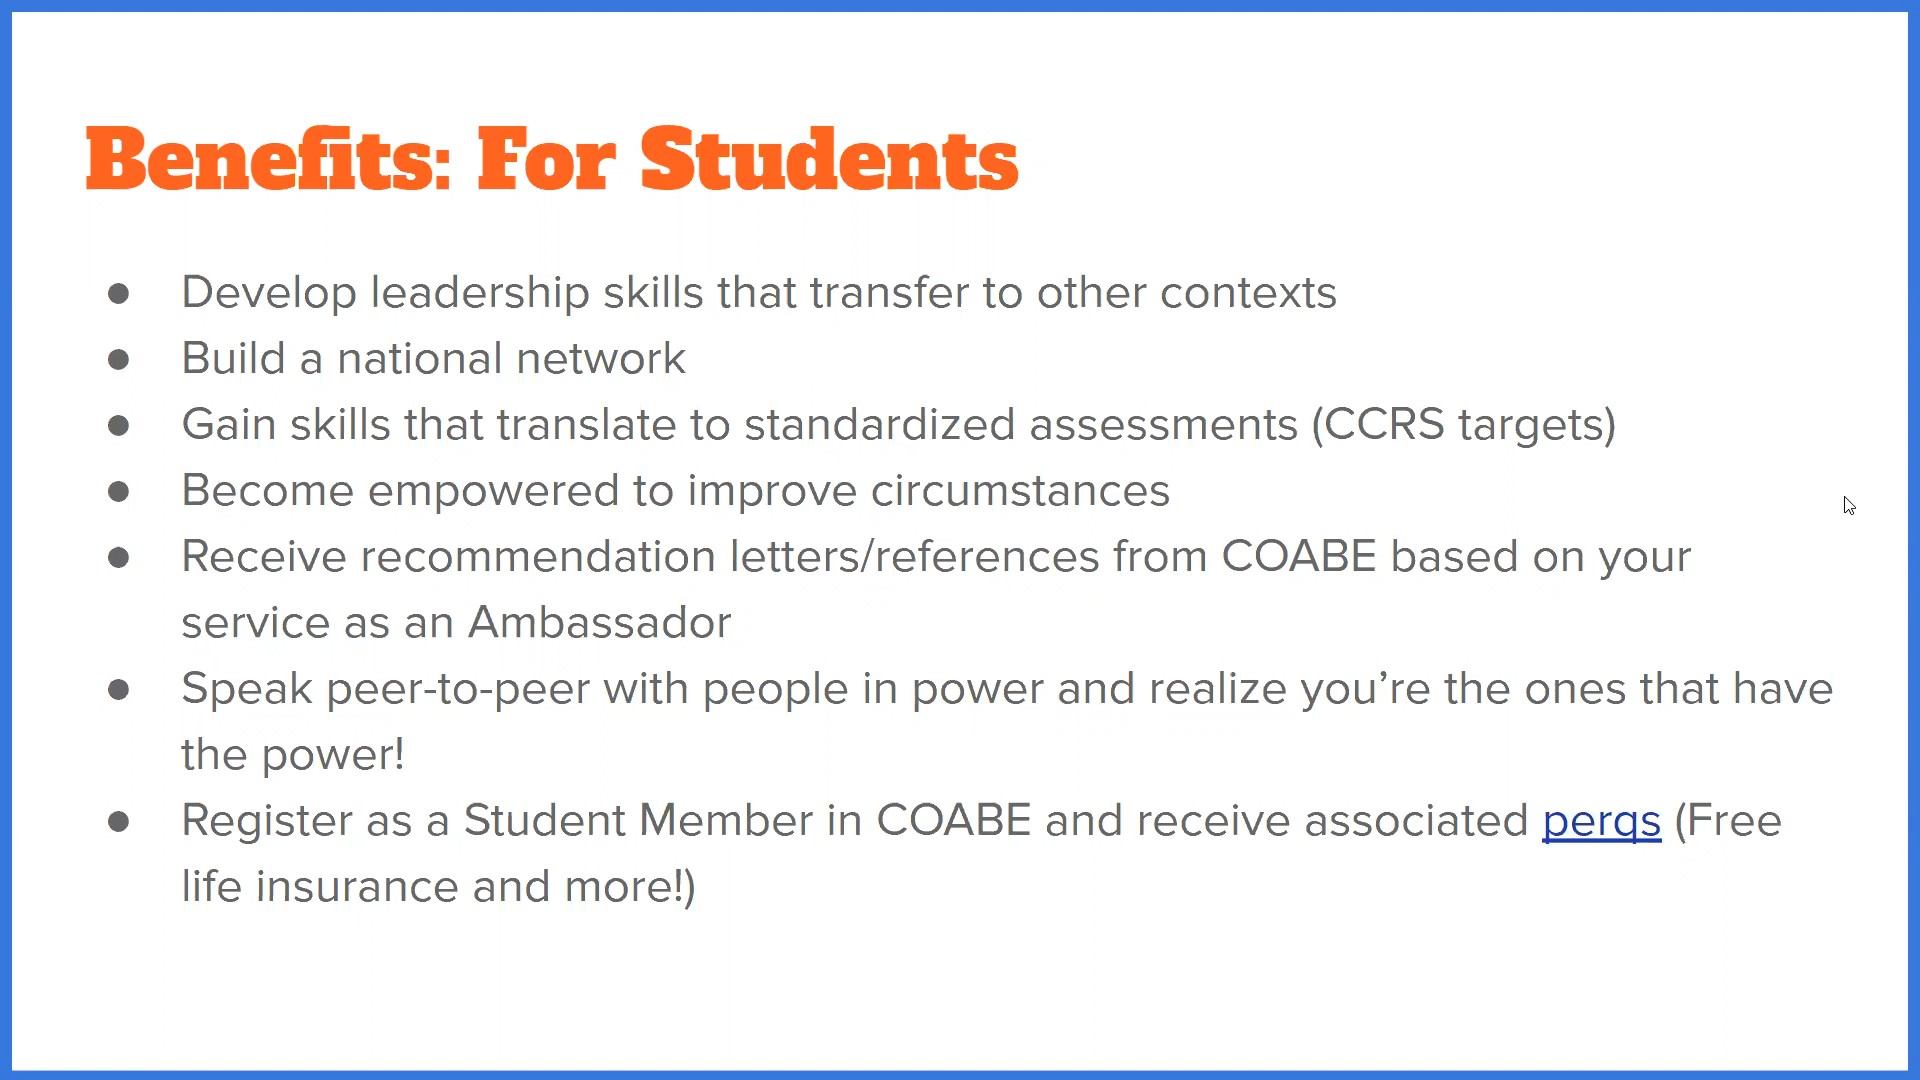 Benefits: For Students
● Develop leadership skills that transfer to other contexts
● Build a national network
● Gain skills that translate to standardized assessments (CCRS targets)
● Become empowered to improve circumstances
● Receive recommendation letters/references from COABE based on your
service as an Ambassador
● Speak peer-to-peer with people in power and realize you’re the ones that have
the power!
● Register as a Student Member in COABE and receive associated perqs (Free
life insurance and more!)